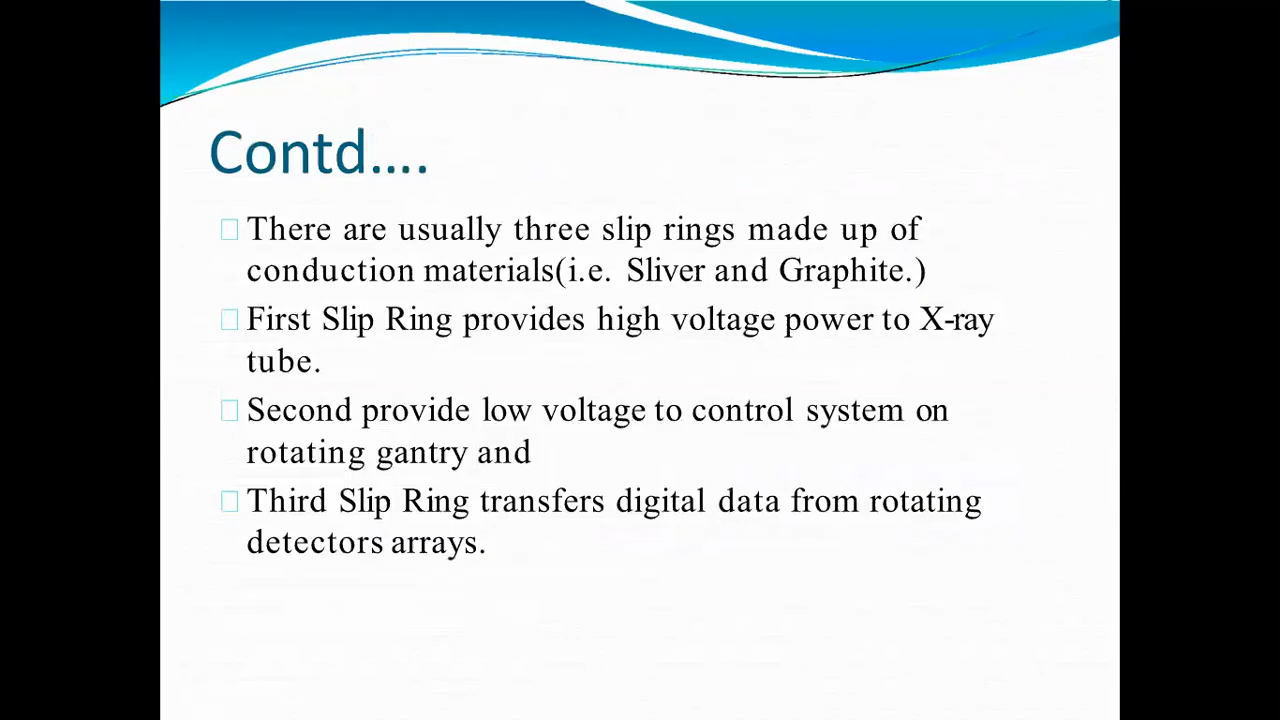 Contd....
There are usually three slip rings made up of
conduction materials(i.e. Sliver and Graphite.)
First Slip Ring provides high voltage power to X-ray
tube.
Second provide low voltage to control system on
rotating gantry and
Third Slip Ring transfers digital data from rotating
detectors arrays.